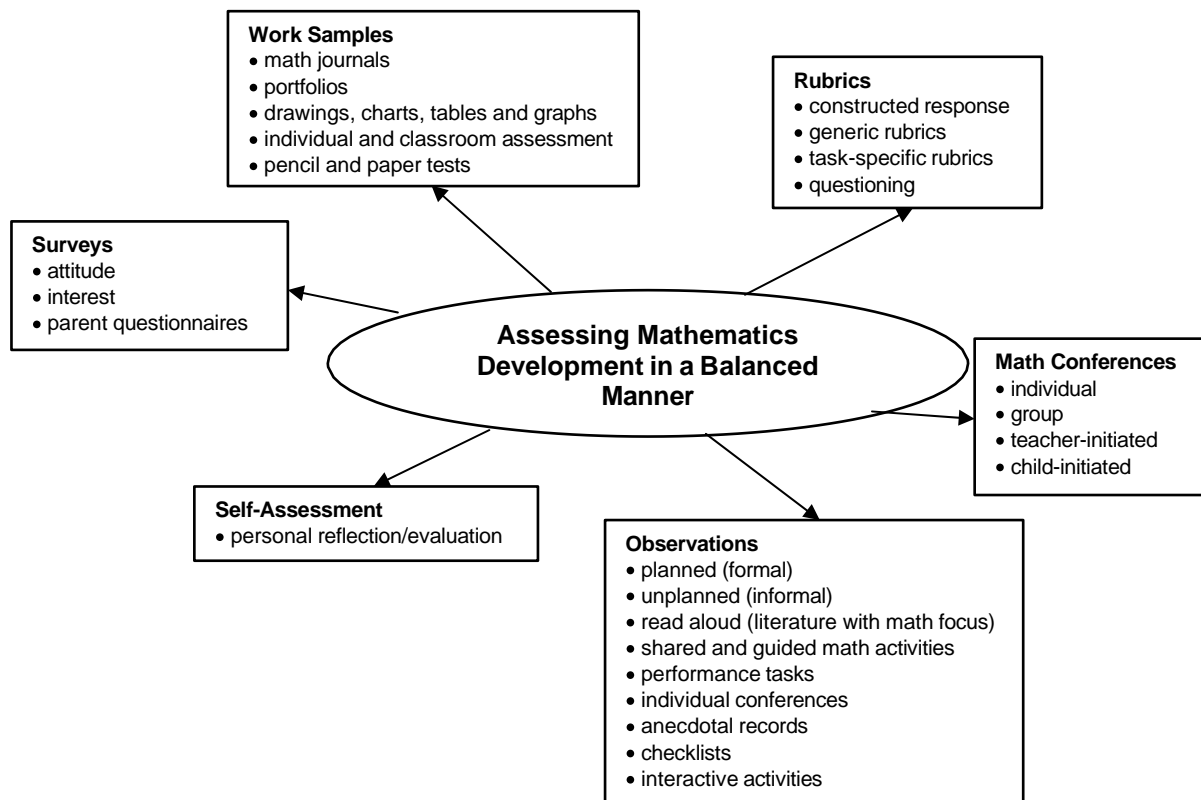 Work Samples
• math journals
• portfolios
• drawings, charts, tables and graphs
• individual and classroom assessment
• pencil and paper tests
Rubrics
• constructed response
• generic rubrics
• task-specific rubrics
• questioning
Surveys
• attitude
• interest
• parent questionnaires
Assessing Mathematics
Development in a Balanced
Manner
Math Conferences
• individual
• group
• teacher-initiated
• child-initiated
Self-Assessment
• personal reflection/evaluation
Observations
• planned (formal)
• unplanned (informal)
• read aloud (literature with math focus)
• shared and guided math activities
• performance tasks
• individual conferences
• anecdotal records
• checklists
• interactive activities